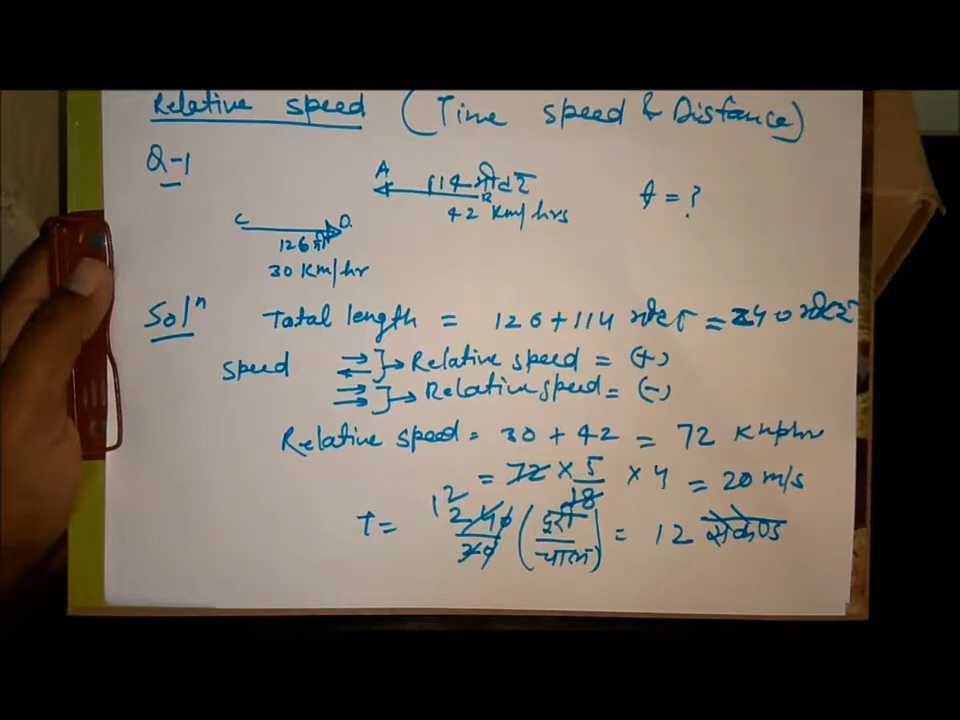 Relative speed (Time speed & Distance)
Q-1
A 114 मीटर B
42 Km/hrs
t = ?
C D.
126 मी
30 Km/hr
Solⁿ Total length = 126+114 मीटर = 240 मीटर
speed ⇄ }→ Relative speed = (+)
⇉ }→ Relative speed = (-)
Relative speed = 30 + 42 = 72 Kmphr
= 72 × 5/18 × 4 = 20 m/s
12
T = 240/20 (दूरी/चाल) = 12 सेकेण्ड